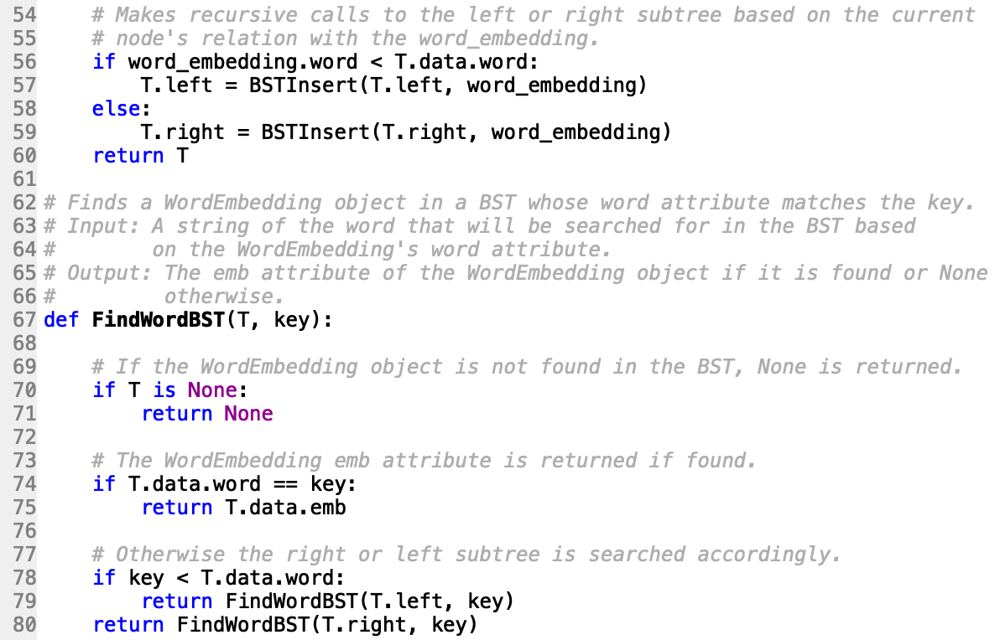 54     # Makes recursive calls to the left or right subtree based on the current
55     # node's relation with the word_embedding.
56     if word_embedding.word < T.data.word:
57         T.left = BSTInsert(T.left, word_embedding)
58     else:
59         T.right = BSTInsert(T.right, word_embedding)
60     return T
61
62 # Finds a WordEmbedding object in a BST whose word attribute matches the key.
63 # Input: A string of the word that will be searched for in the BST based
64 #        on the WordEmbedding's word attribute.
65 # Output: The emb attribute of the WordEmbedding object if it is found or None
66 #         otherwise.
67 def FindWordBST(T, key):
68
69     # If the WordEmbedding object is not found in the BST, None is returned.
70     if T is None:
71         return None
72
73     # The WordEmbedding emb attribute is returned if found.
74     if T.data.word == key:
75         return T.data.emb
76
77     # Otherwise the right or left subtree is searched accordingly.
78     if key < T.data.word:
79         return FindWordBST(T.left, key)
80     return FindWordBST(T.right, key)